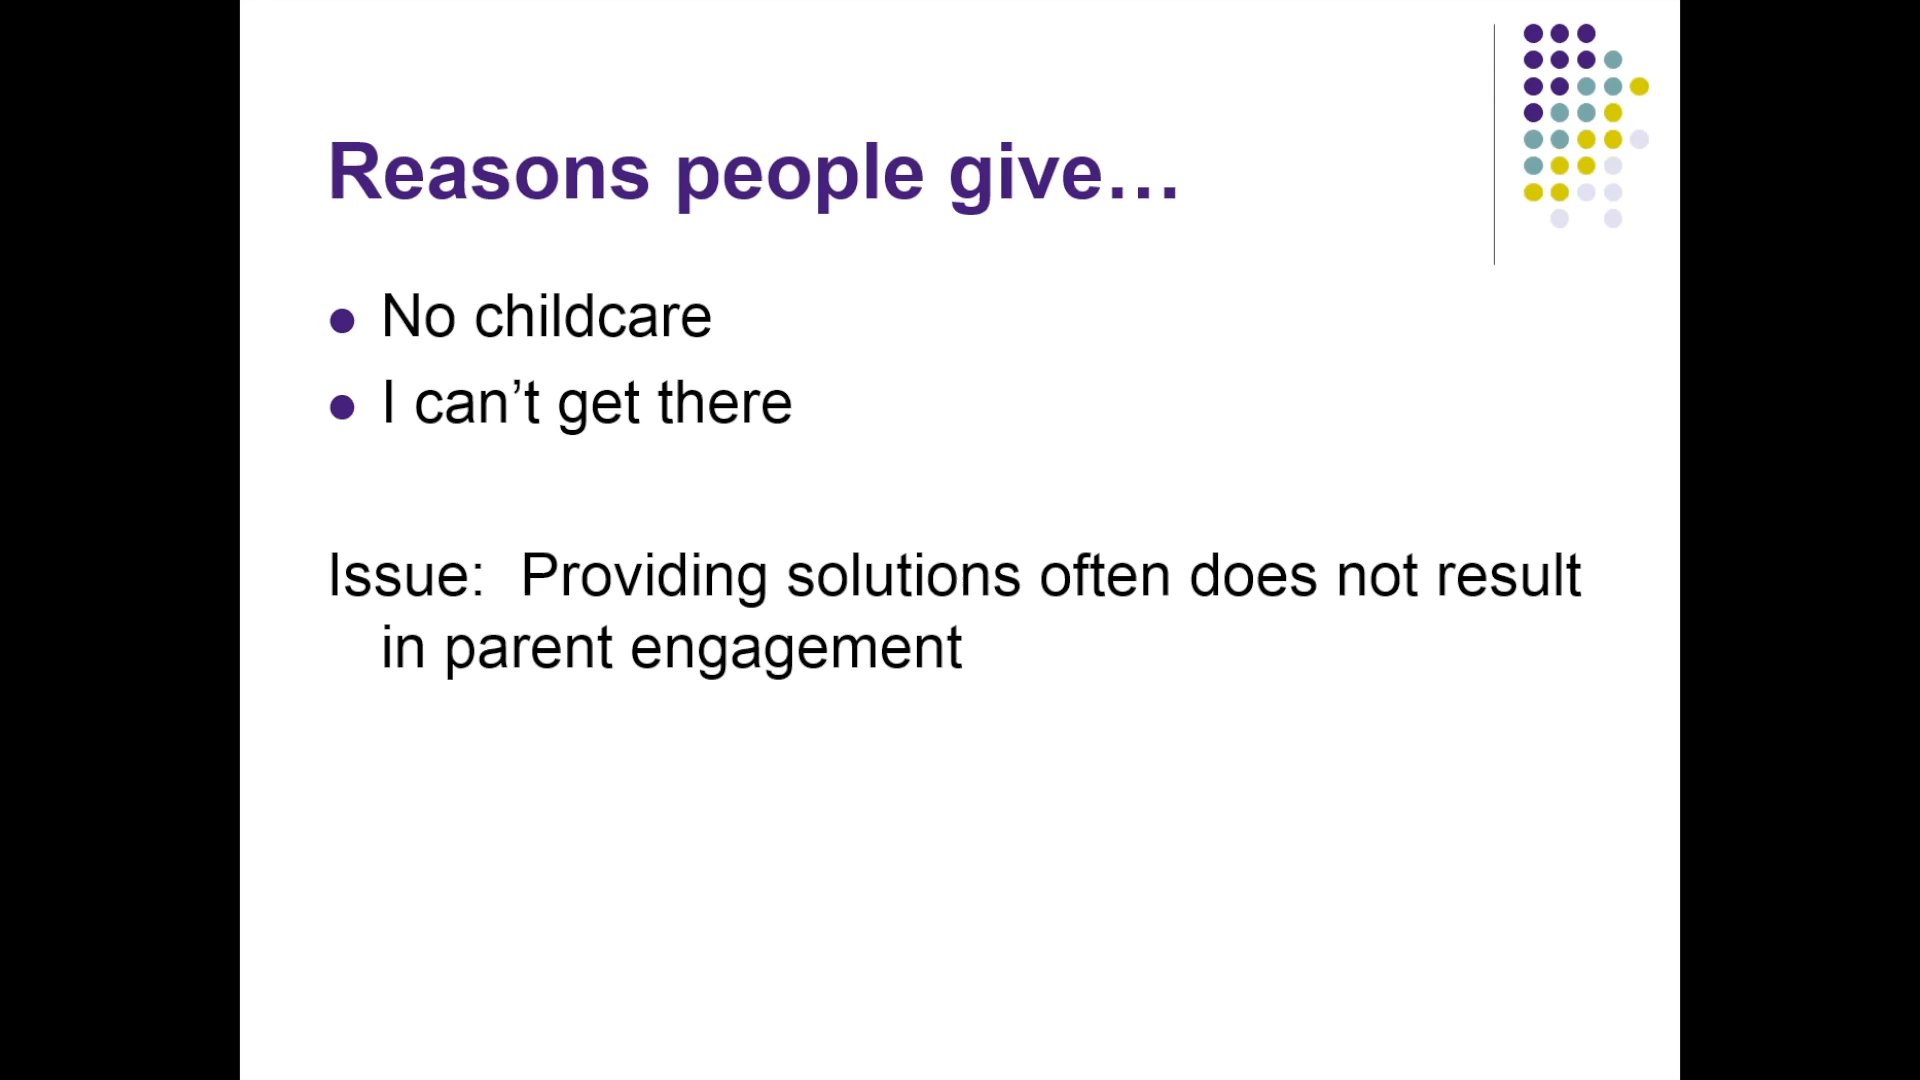 Reasons people give…
No childcare
I can’t get there
Issue:  Providing solutions often does not result
in parent engagement